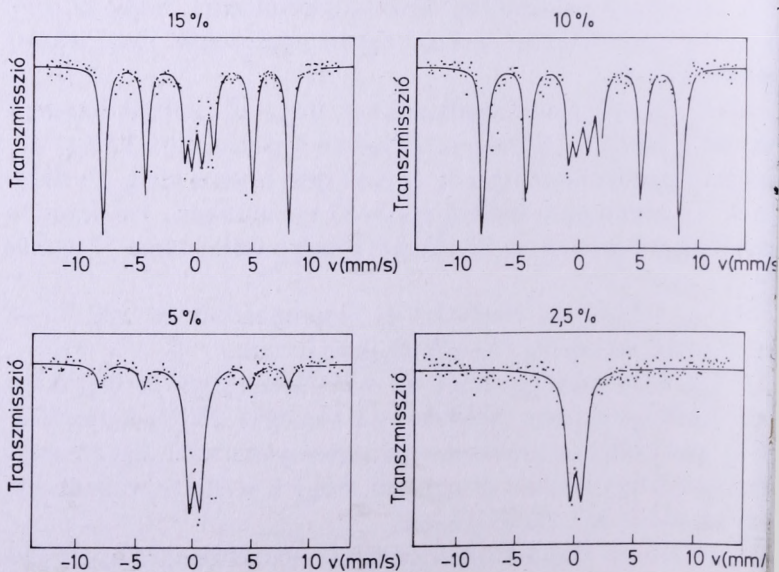 15 %
Transzmisszió
-10 -5 0 5 10 v(mm/s)
10 %
Transzmisszió
-10 -5 0 5 10 v(mm/s
5 %
Transzmisszió
-10 -5 0 5 10 v(mm/s)
2,5 %
Transzmisszió
-10 -5 0 5 10 v(mm/